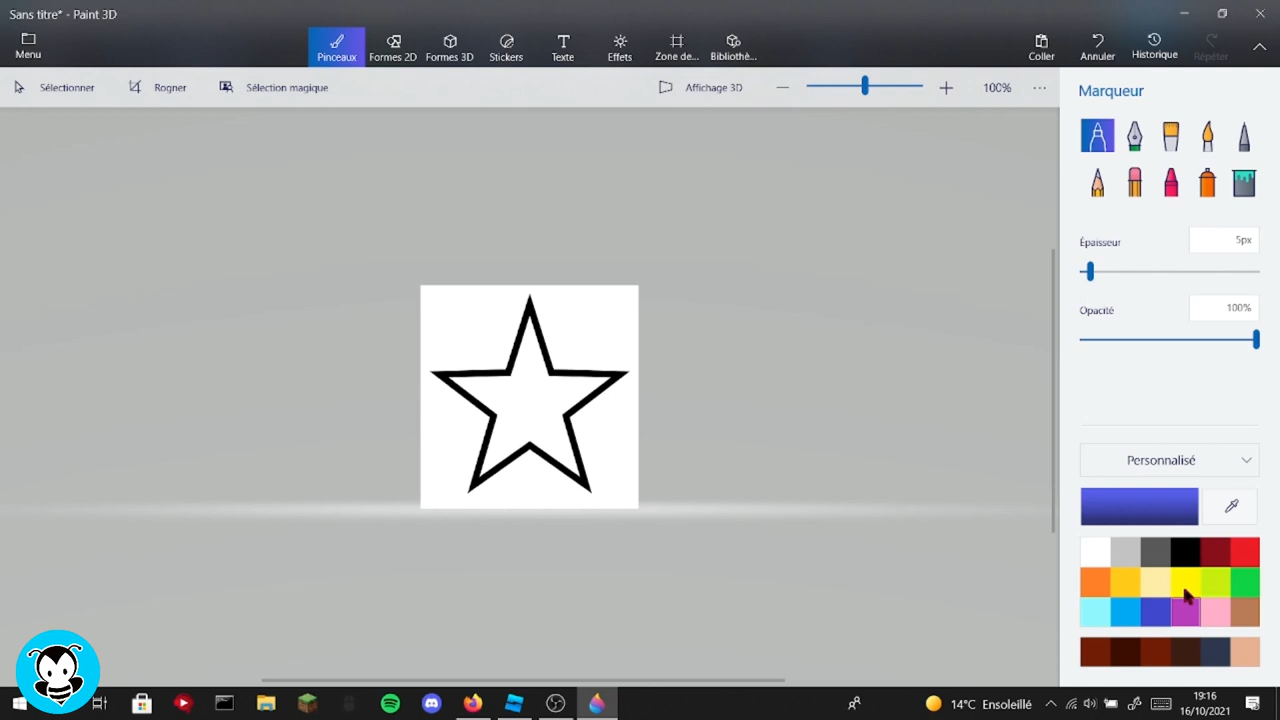 Sans titre* - Paint 3D
Menu
Pinceaux
Formes 2D
Formes 3D
Stickers
Texte
Effets
Zone de...
Bibliothè...
Coller
Annuler
Historique
Répéter
Sélectionner
Rogner
Sélection magique
Affichage 3D
100%
Marqueur
Épaisseur
5px
Opacité
100%
Personnalisé
14°C Ensoleillé
19:16
16/10/2021